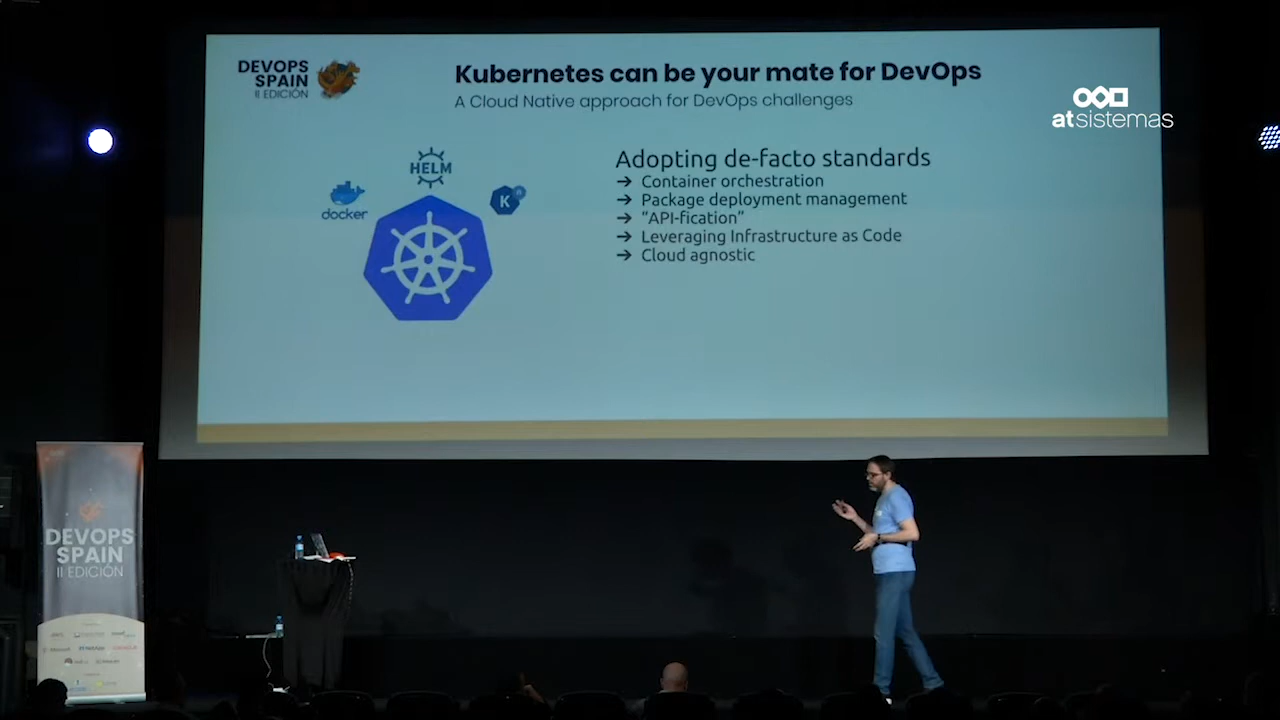 DEVOPS
SPAIN
II EDICIÓN
Kubernetes can be your mate for DevOps
A Cloud Native approach for DevOps challenges
atsistemas
HELM
docker
K
Adopting de-facto standards
➔ Container orchestration
➔ Package deployment management
➔ "API-fication"
➔ Leveraging Infrastructure as Code
➔ Cloud agnostic
DEVOPS
SPAIN
II EDICIÓN